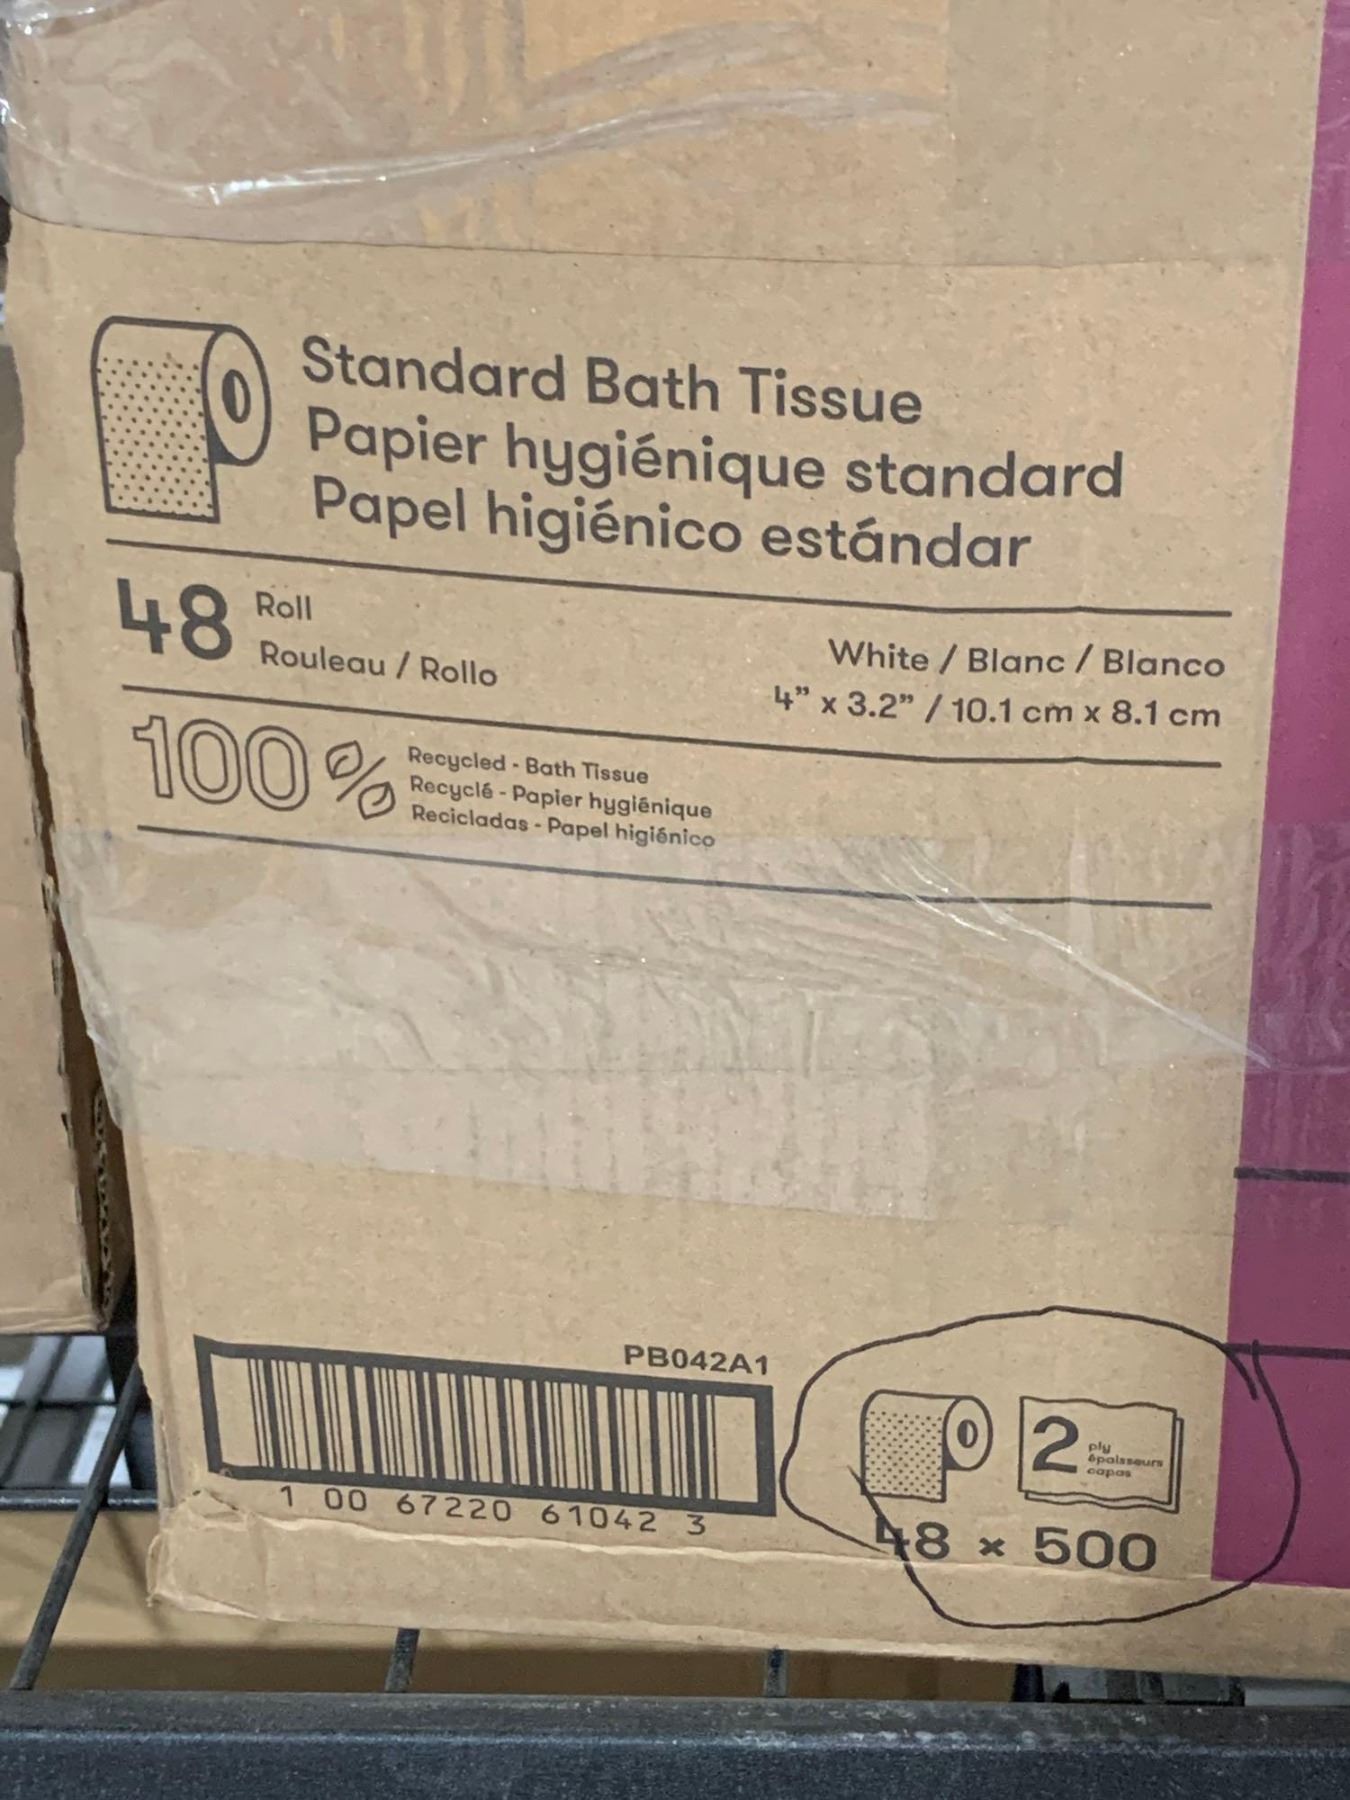 Standard Bath Tissue
Papier hygiénique standard
Papel higiénico estándar
48 Roll
Rouleau / Rollo
White / Blanc / Blanco
4” x 3.2” / 10.1 cm x 8.1 cm
100%
Recycled - Bath Tissue
Recyclé - Papier hygiénique
Recicladas - Papel higiénico
PB042A1
1 00 67220 61042 3
2 ply
épaisseurs
capas
48 × 500